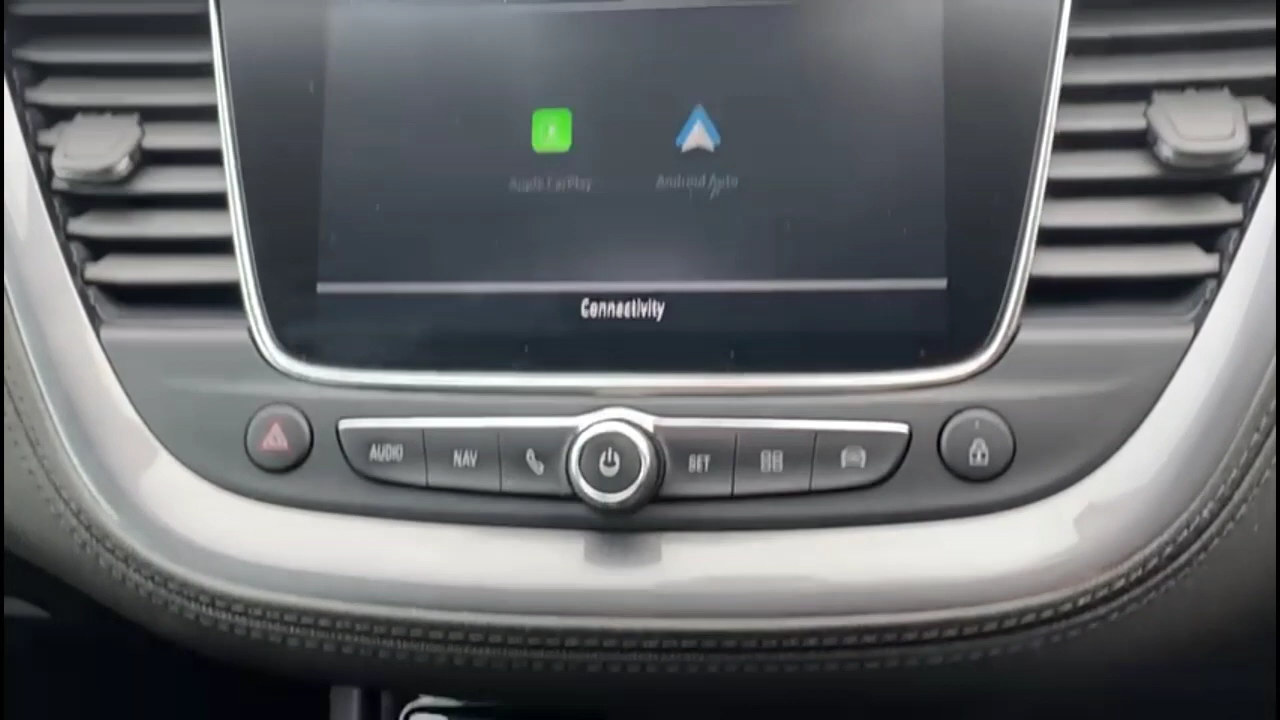 Apple CarPlay
Android Auto
Connectivity
AUDIO
NAV
SET